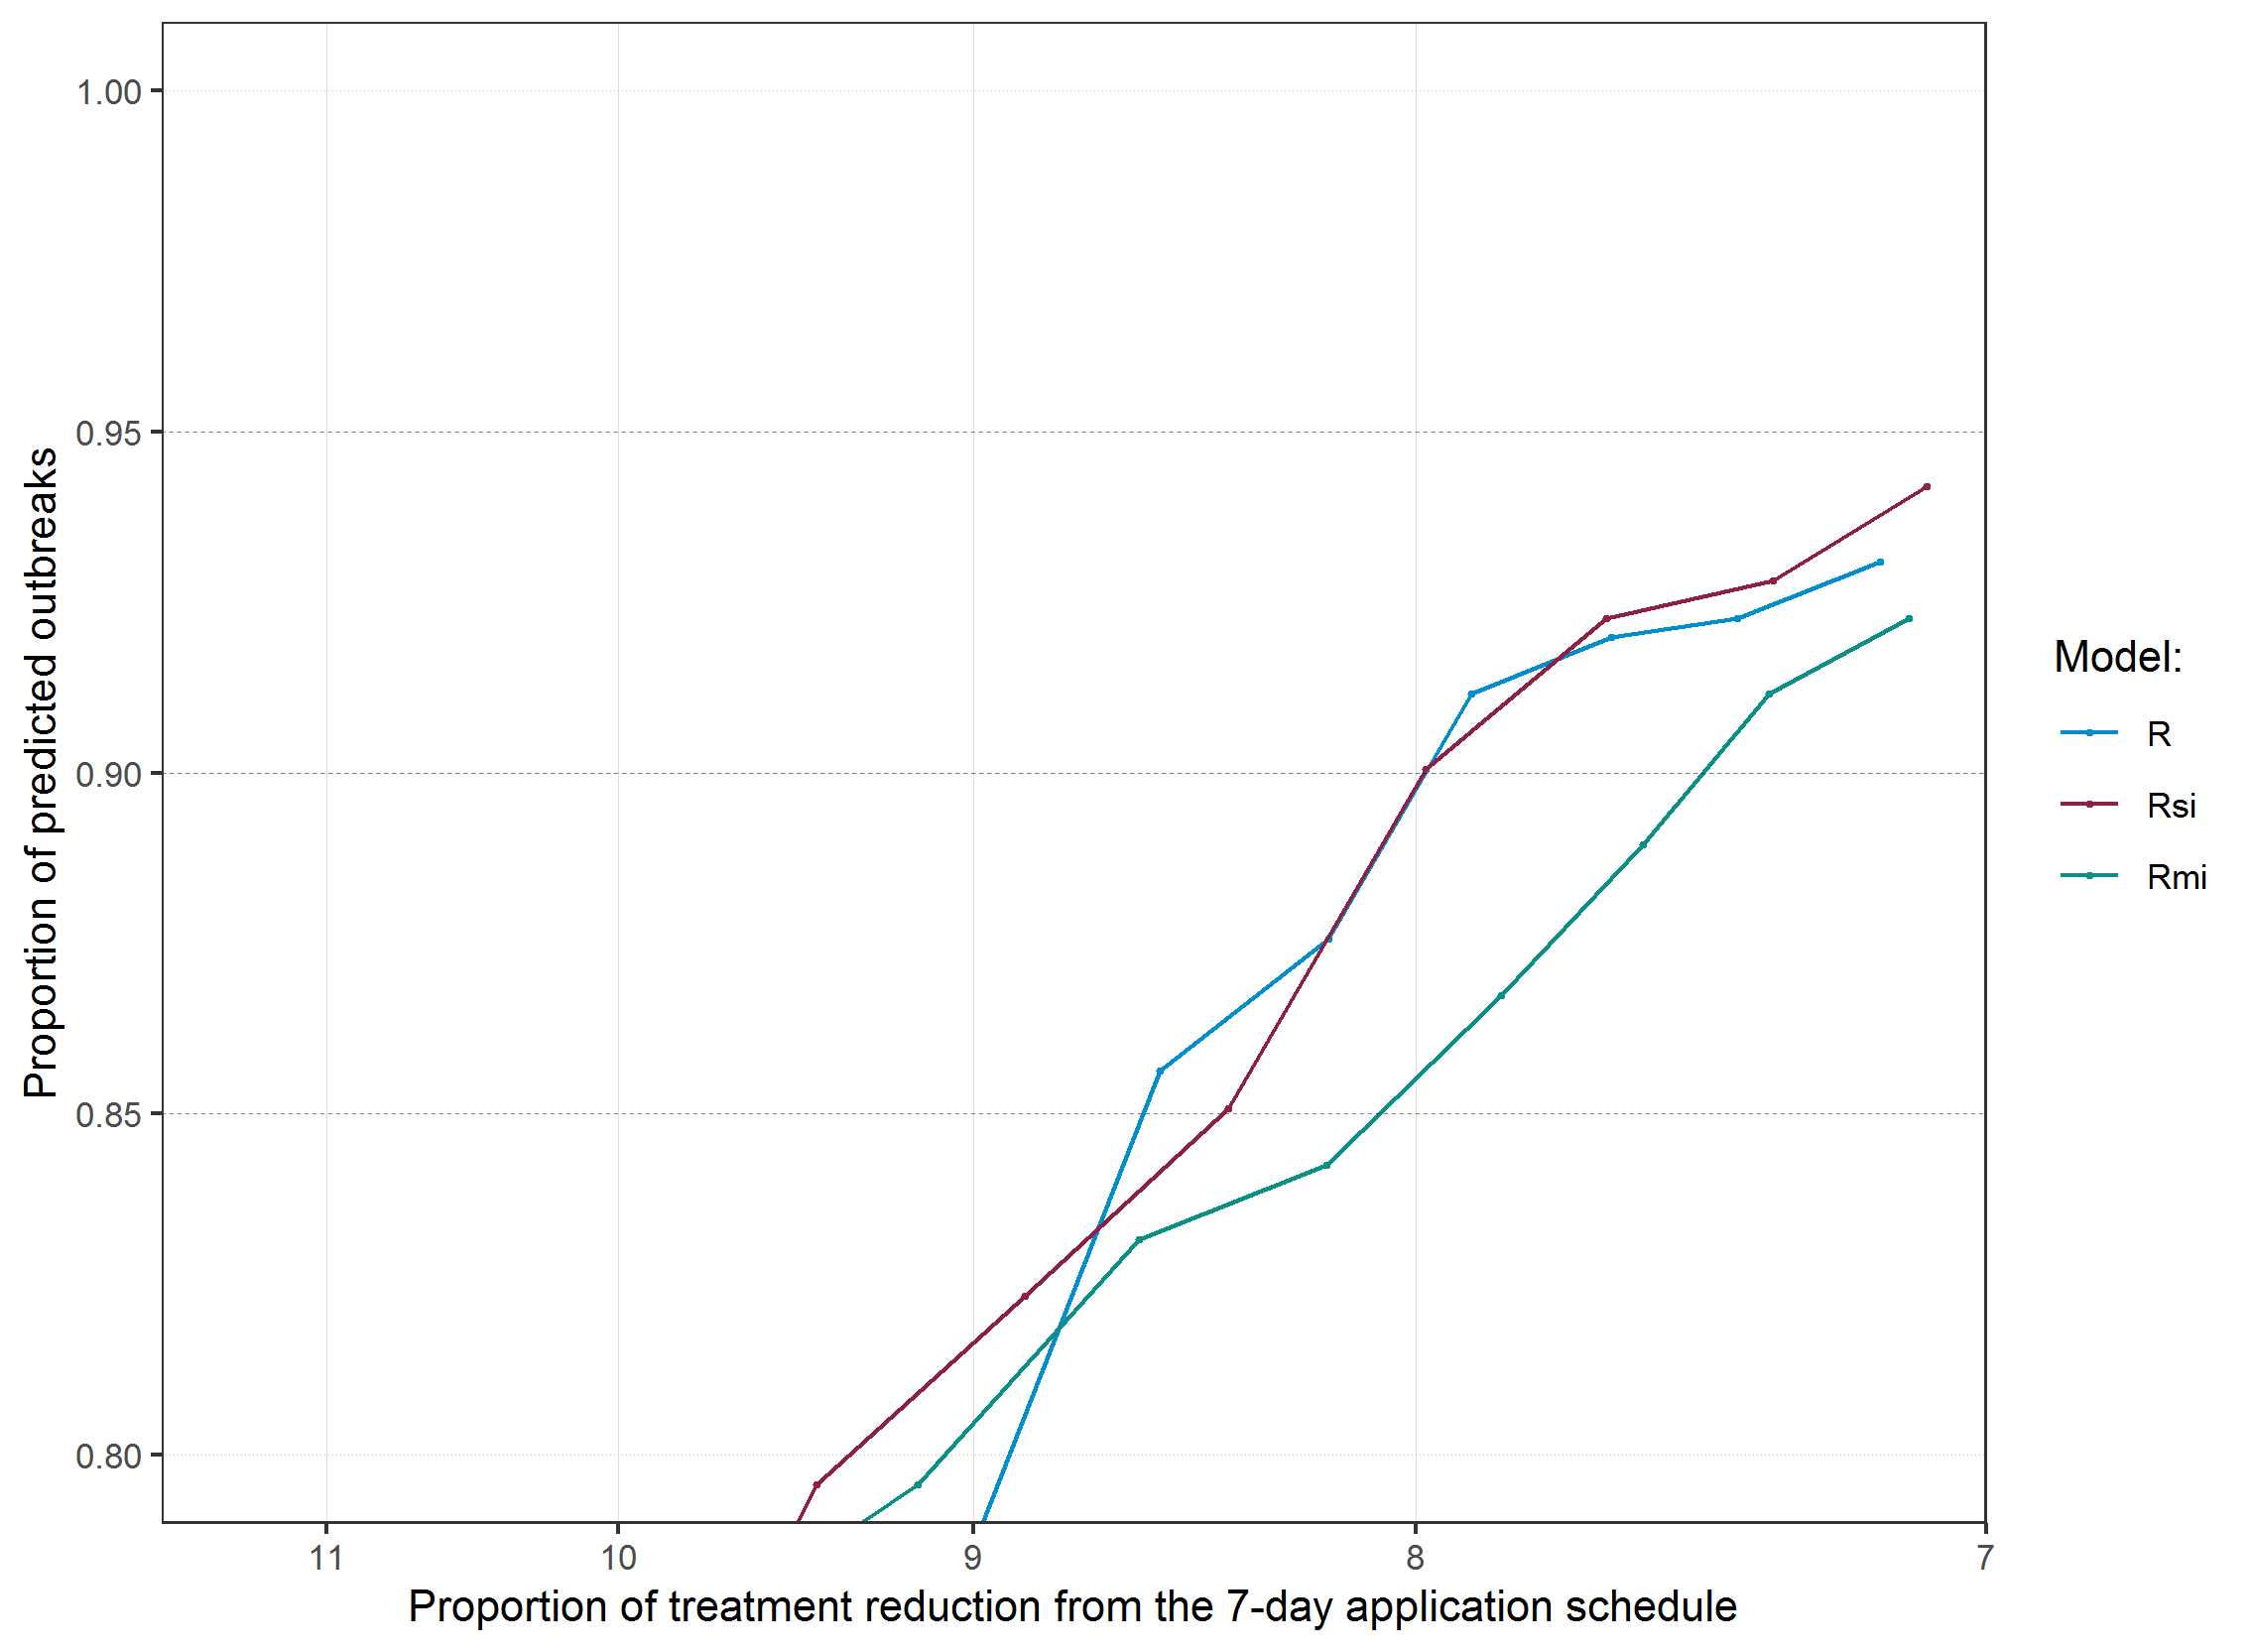 1.00
0.95
0.90
0.85
0.80
Proportion of predicted outbreaks
11 10 9 8 7
Proportion of treatment reduction from the 7-day application schedule
Model:
R
Rsi
Rmi